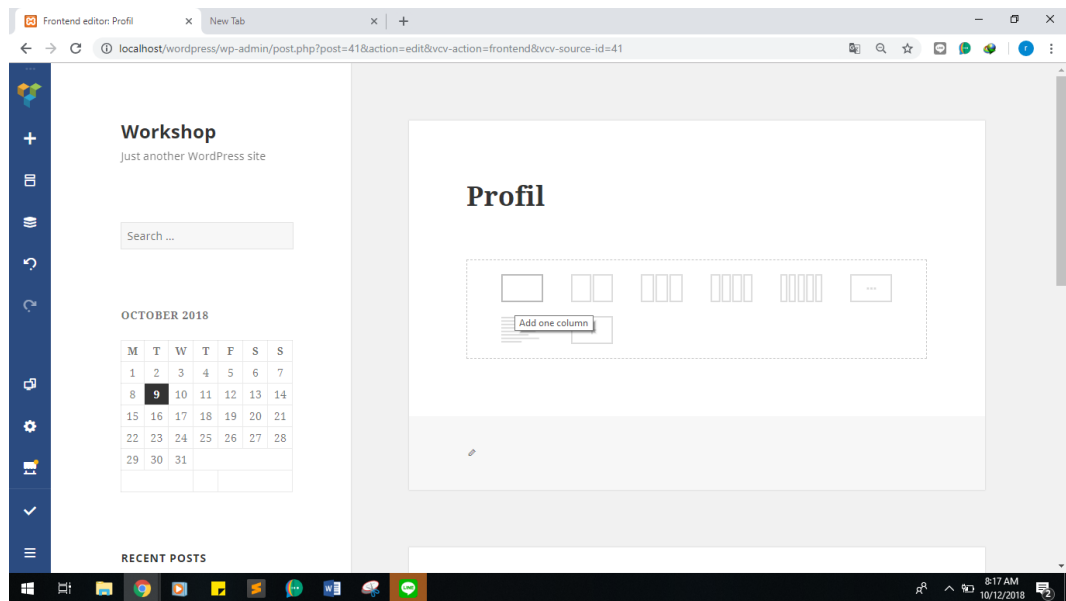 Frontend editor: Profil
New Tab
localhost/wordpress/wp-admin/post.php?post=41&action=edit&vcv-action=frontend&vcv-source-id=41
Workshop
Just another WordPress site
Search ...
OCTOBER 2018
M T W T F S S
1 2 3 4 5 6 7
8 9 10 11 12 13 14
15 16 17 18 19 20 21
22 23 24 25 26 27 28
29 30 31
RECENT POSTS
Profil
Add one column
8:17 AM
10/12/2018